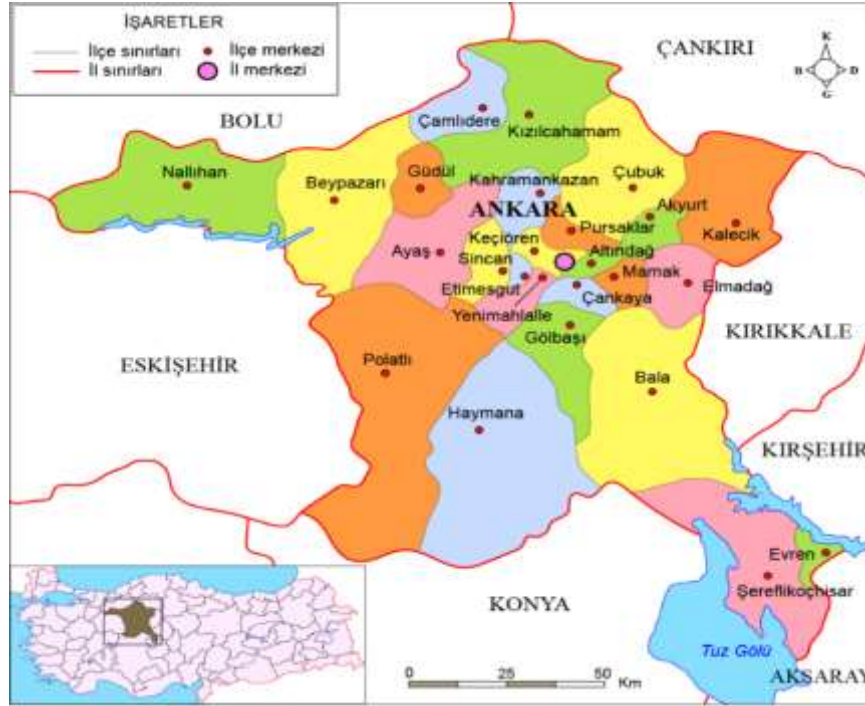 İŞARETLER
İlçe sınırları
İlçe merkezi
İl sınırları
İl merkezi
ÇANKIRI
K
B D
G
BOLU
Çamlıdere
Kızılcahamam
Nallıhan
Beypazarı
Güdül
Kahramankazan
Çubuk
ANKARA
Akyurt
Pursaklar
Kalecik
Keçiören
Ayaş
Sincan
Altındağ
Mamak
Elmadağ
Etimesgut
Çankaya
Yenimahlalle
Gölbaşı
KIRIKKALE
ESKİŞEHİR
Polatlı
Bala
Haymana
KIRŞEHİR
Evren
Şereflikoçhisar
KONYA
Tuz Gölü
AKSARAY
0 25 50
Km